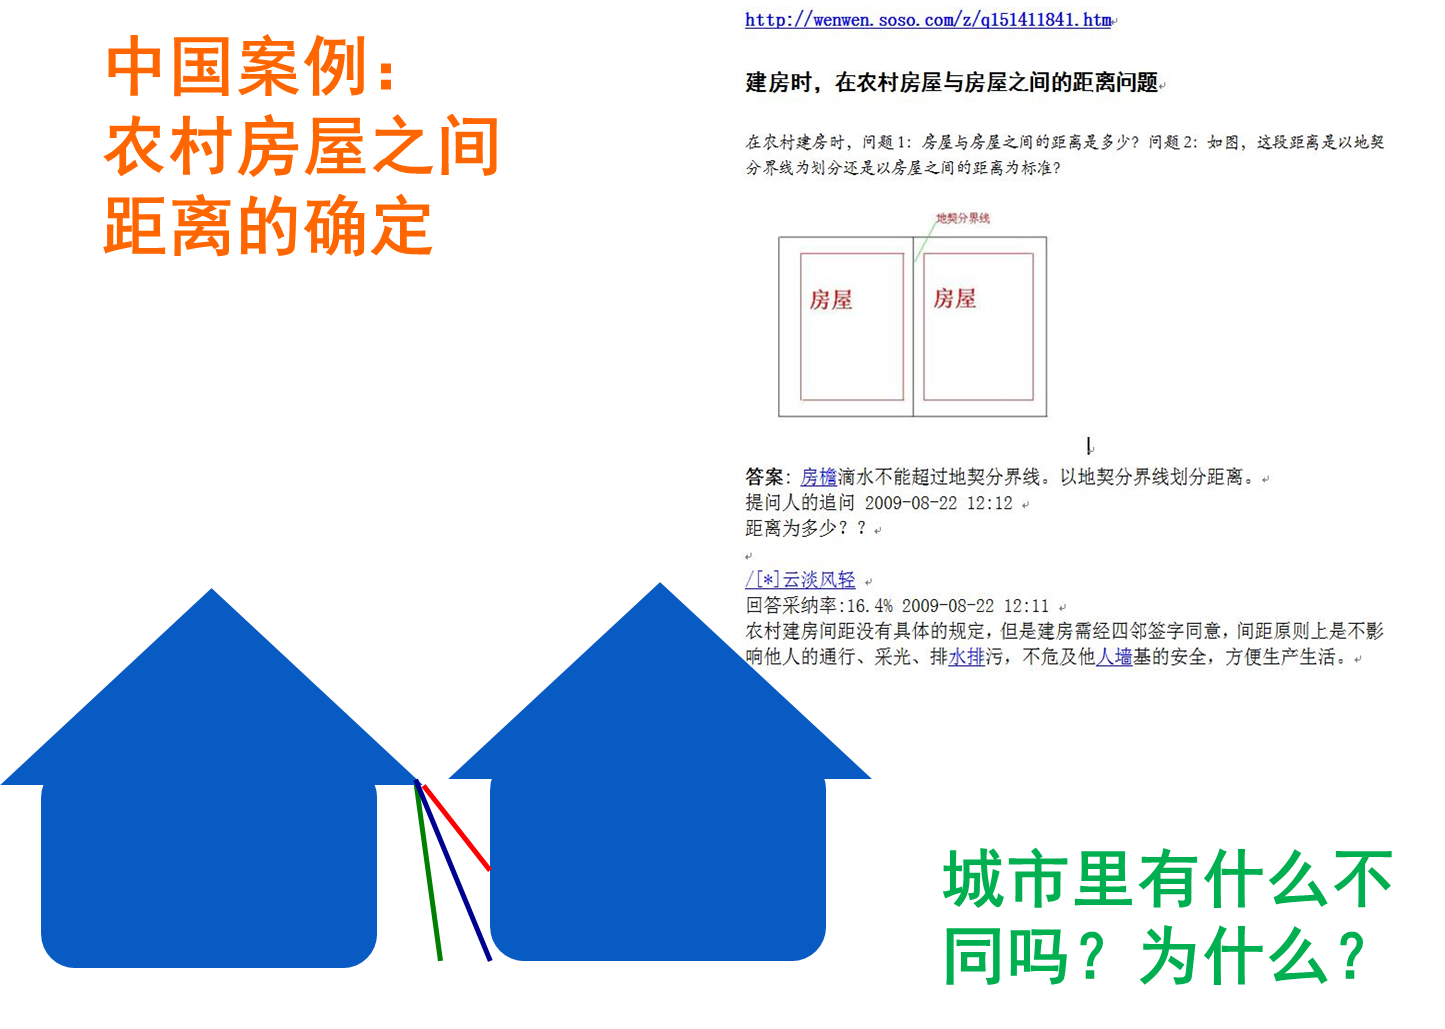 中国案例：
农村房屋之间
距离的确定
http://wenwen.soso.com/z/q151411841.htm
建房时，在农村房屋与房屋之间的距离问题
在农村建房时，问题1：房屋与房屋之间的距离是多少？问题2：如图，这段距离是以地契
分界线为划分还是以房屋之间的距离为标准？
地契分界线
房屋
房屋
答案：房檐滴水不能超过地契分界线。以地契分界线划分距离。
提问人的追问 2009-08-22 12:12
距离为多少？？
/[*]云淡风轻
回答采纳率:16.4% 2009-08-22 12:11
农村建房间距没有具体的规定，但是建房需经四邻签字同意，间距原则上是不影
响他人的通行、采光、排水排污，不危及他人墙基的安全，方便生产生活。
城市里有什么不
同吗？为什么？